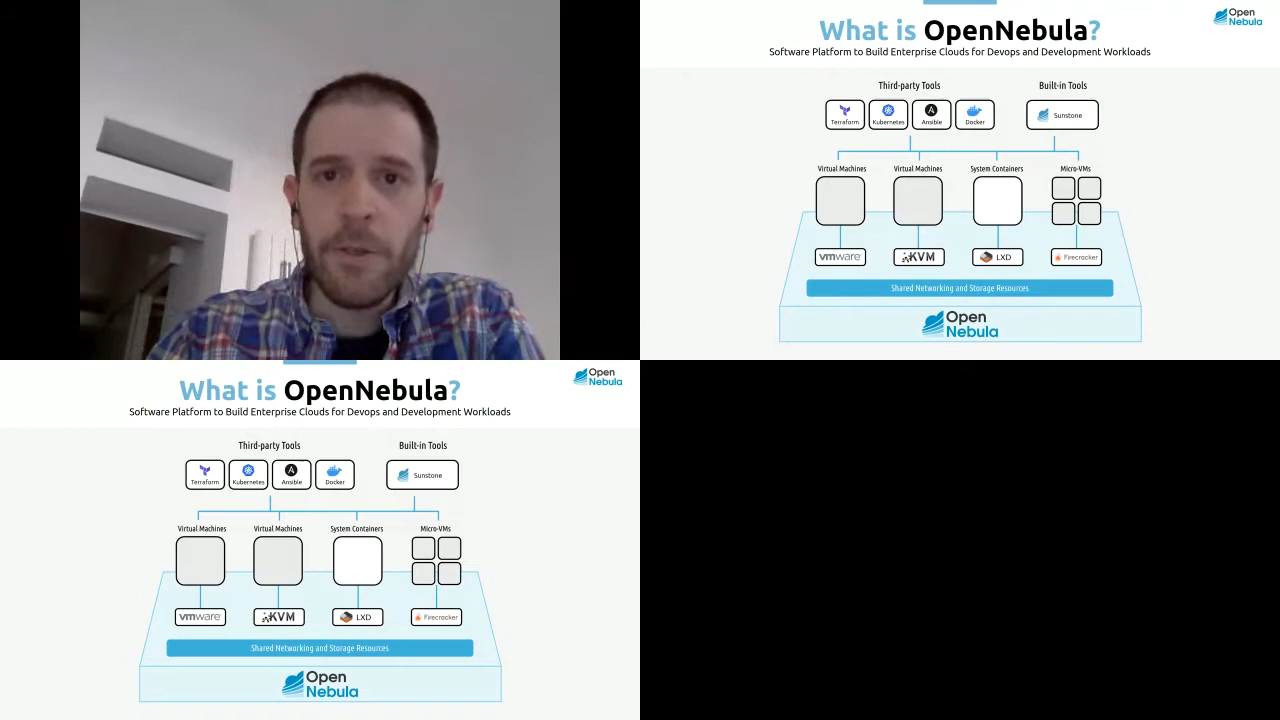 What is OpenNebula?
Open
Nebula
Software Platform to Build Enterprise Clouds for Devops and Development Workloads
Third-party Tools
Built-in Tools
Terraform
Kubernetes
Ansible
Docker
Sunstone
Virtual Machines
Virtual Machines
System Containers
Micro-VMs
vmware
KVM
LXD
Firecracker
Shared Networking and Storage Resources
Open
Nebula
What is OpenNebula?
Open
Nebula
Software Platform to Build Enterprise Clouds for Devops and Development Workloads
Third-party Tools
Built-in Tools
Terraform
Kubernetes
Ansible
Docker
Sunstone
Virtual Machines
Virtual Machines
System Containers
Micro-VMs
vmware
KVM
LXD
Firecracker
Shared Networking and Storage Resources
Open
Nebula